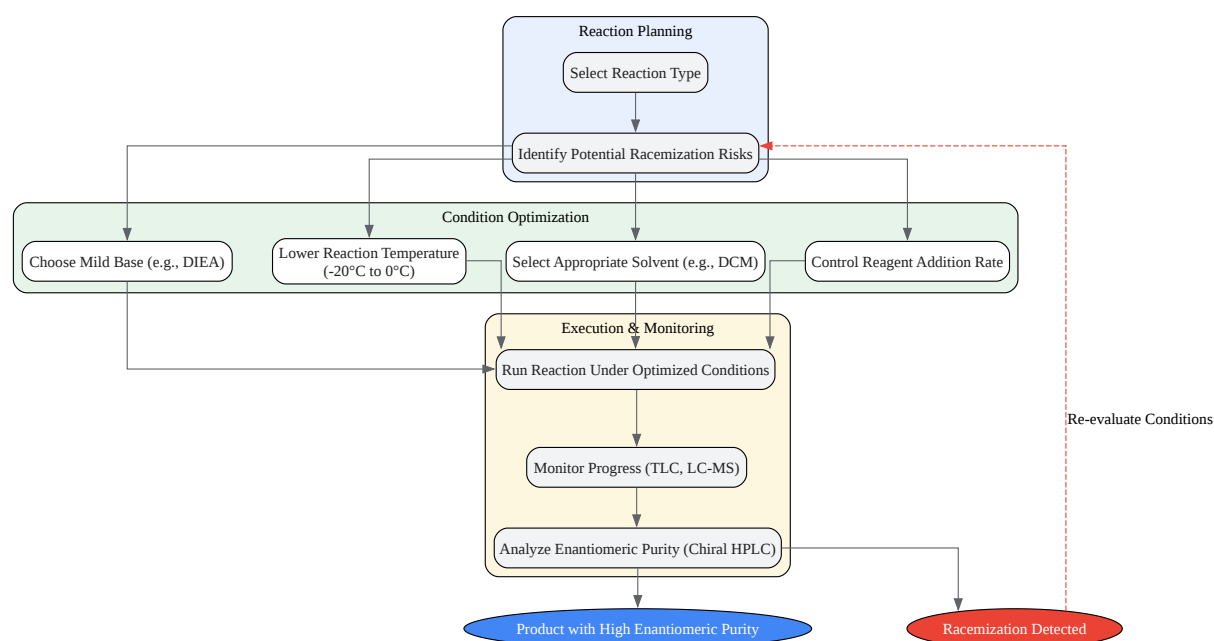 Reaction Planning
Select Reaction Type
Identify Potential Racemization Risks
Condition Optimization
Choose Mild Base (e.g., DIEA)
Lower Reaction Temperature
(-20°C to 0°C)
Select Appropriate Solvent (e.g., DCM)
Control Reagent Addition Rate
Execution & Monitoring
Run Reaction Under Optimized Conditions
Re-evaluate Conditions
Monitor Progress (TLC, LC-MS)
Analyze Enantiomeric Purity (Chiral HPLC)
Product with High Enantiomeric Purity
Racemization Detected